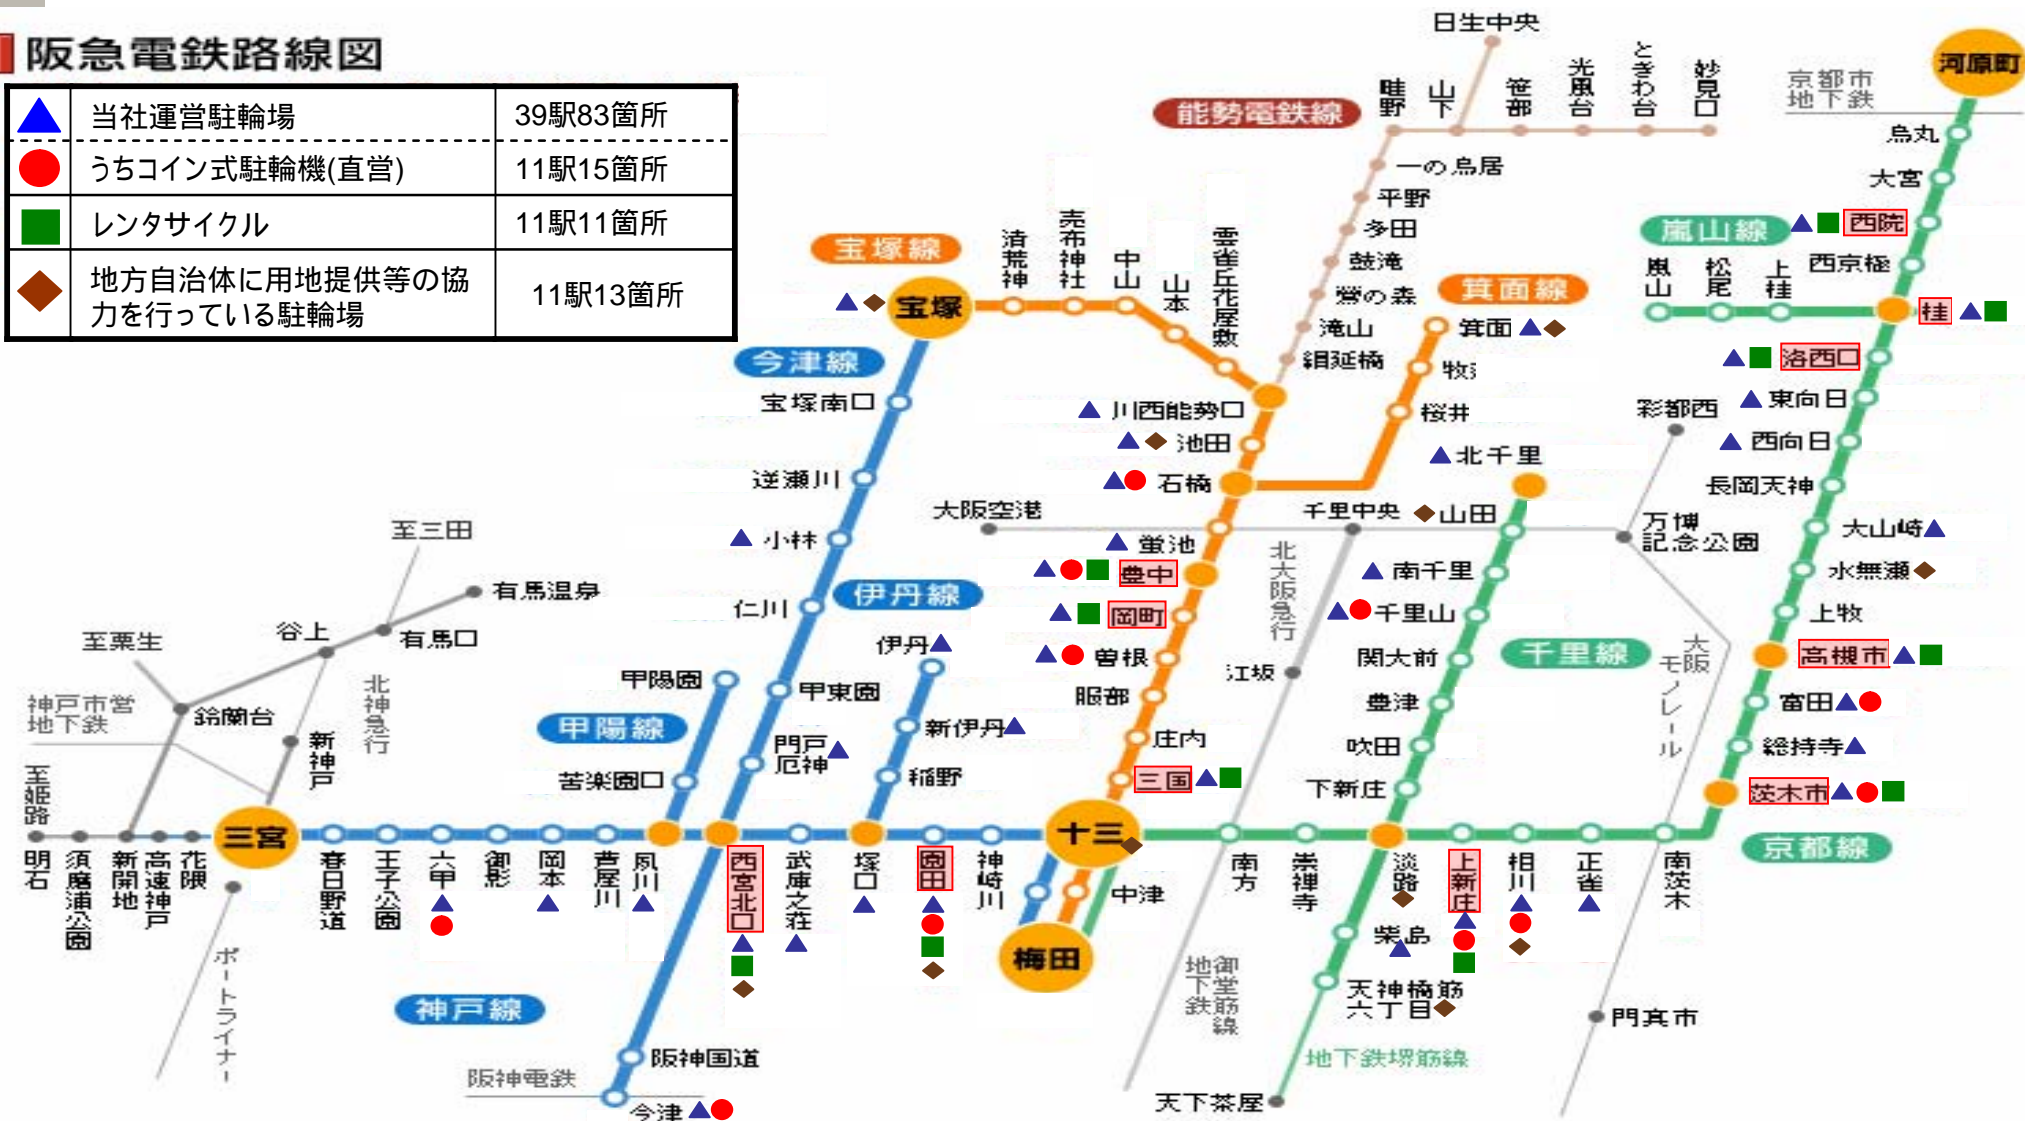 阪急電鉄路線図
当社運営駐輪場 39駅83箇所
うちコイン式駐輪機(直営) 11駅15箇所
レンタサイクル 11駅11箇所
地方自治体に用地提供等の協
力を行っている駐輪場 11駅13箇所
日生中央
能勢電鉄線
畦野
山下
笹部
光風台
ときわ台
妙見口
一の鳥居
平野
多田
鼓滝
鶯の森
滝山
絹延橋
京都市
地下鉄
河原町
烏丸
大宮
西院
西京極
嵐山線
嵐山
松尾
上桂
桂
洛西口
東向日
西向日
長岡天神
大山崎
水無瀬
上牧
高槻市
富田
総持寺
茨木市
京都線
宝塚線
宝塚
清荒神
売布神社
中山
山本
雲雀丘花屋敷
川西能勢口
池田
石橋
蛍池
豊中
岡町
曽根
服部
庄内
三国
十三
中津
梅田
箕面線
箕面
牧
桜井
北千里
山田
南千里
千里山
関大前
豊津
吹田
下新庄
千里線
彩都西
万博
記念公園
大阪空港
千里中央
北大阪急行
江坂
大阪
モノレール
今津線
宝塚南口
逆瀬川
小林
仁川
甲東園
門戸
厄神
伊丹線
伊丹
新伊丹
稲野
甲陽園
甲陽線
苦楽園口
至三田
有馬温泉
谷上
有馬口
至粟生
神戸市営
地下鉄
鈴蘭台
北神急行
新神戸
至姫路
三宮
明石
須磨浦公園
新開地
高速神戸
花隈
春日野道
王子公園
六甲
御影
岡本
芦屋川
夙川
西宮北口
武庫之荘
塚口
園田
神崎川
南方
崇禅寺
淡路
上新庄
相川
正雀
南茨木
柴島
天神橋筋
六丁目
地下鉄
御堂筋線
門真市
地下鉄堺筋線
天下茶屋
ポートライナー
神戸線
阪神国道
阪神電鉄
今津